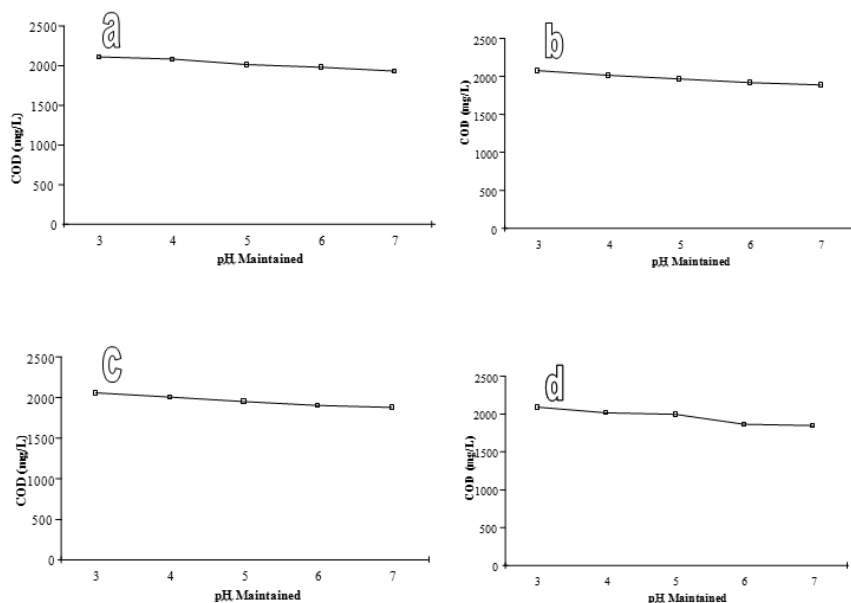 a
2500
2000
1500
1000
500
0
COD (mg/L)
3 4 5 6 7
pH Maintained
b
2500
2000
1500
1000
500
0
COD (mg/L)
3 4 5 6 7
pH Maintained
c
2500
2000
1500
1000
500
0
COD (mg/L)
3 4 5 6 7
pH Maintained
d
2500
2000
1500
1000
500
0
COD (mg/L)
3 4 5 6 7
pH Maintained